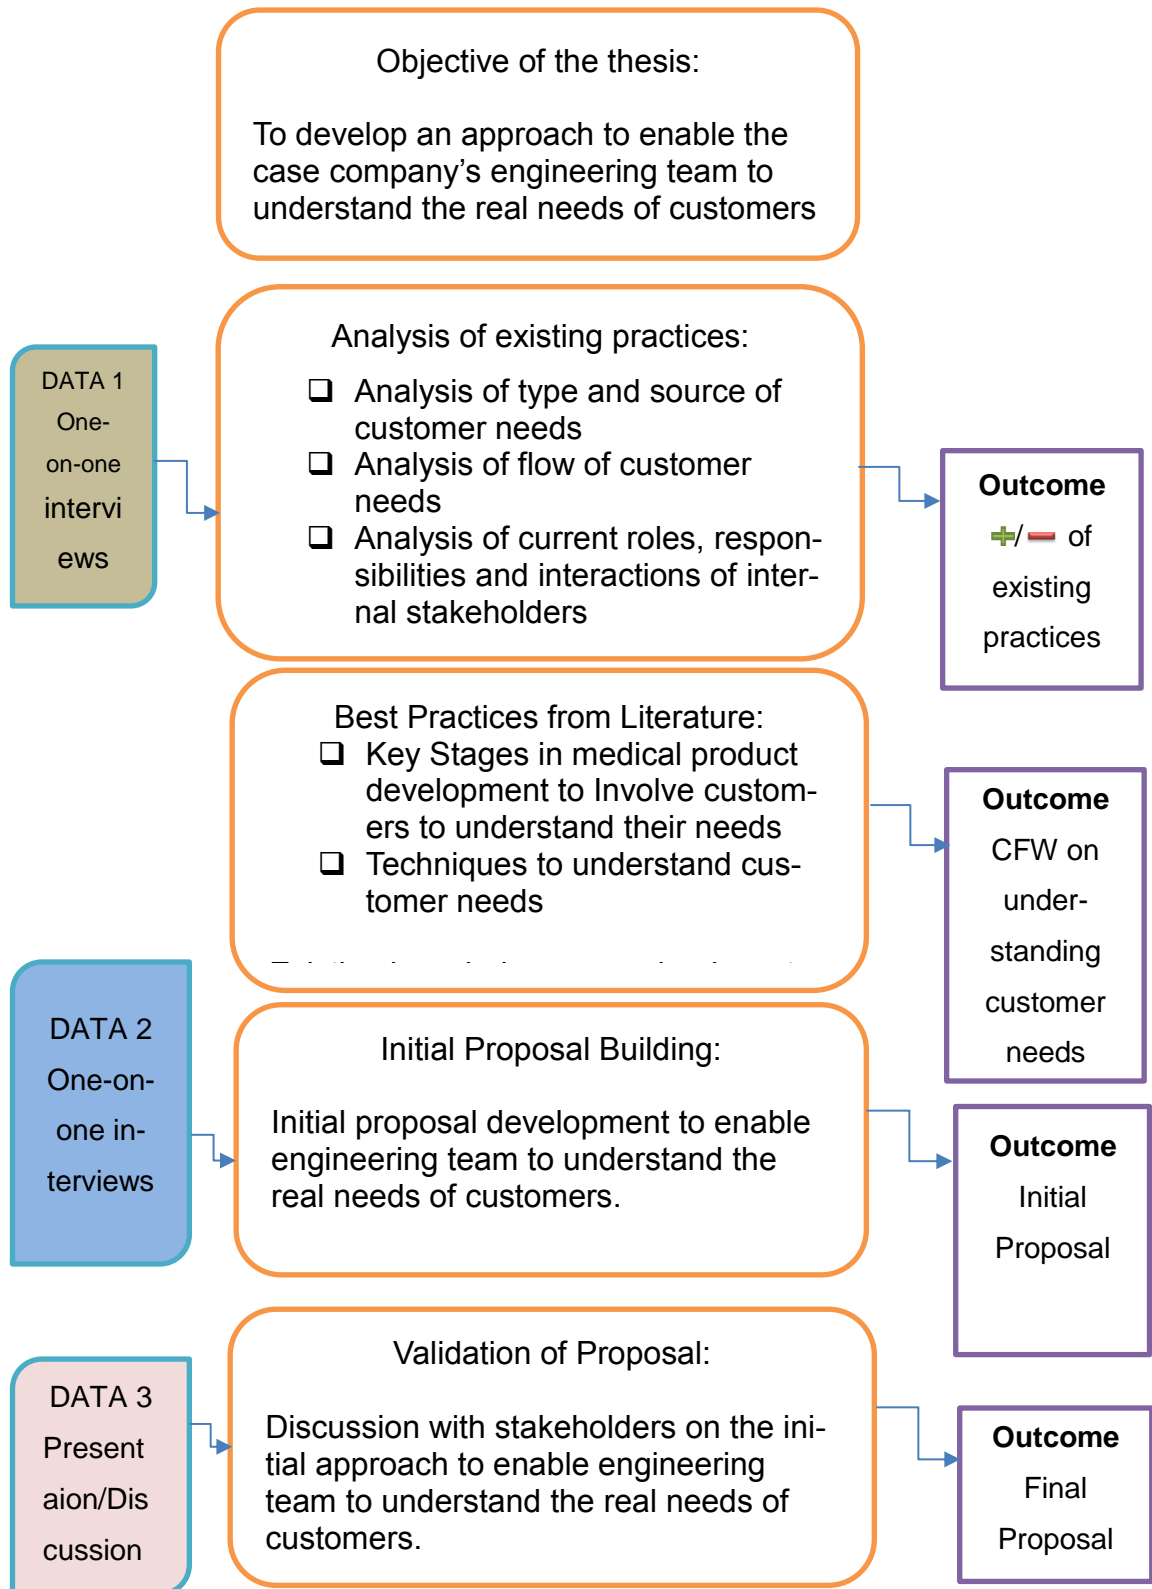 Objective of the thesis:
To develop an approach to enable the
case company’s engineering team to
understand the real needs of customers
DATA 1
One-
on-one
intervi
ews
Analysis of existing practices:
❑ Analysis of type and source of
customer needs
❑ Analysis of flow of customer
needs
❑ Analysis of current roles, respon-
sibilities and interactions of inter-
nal stakeholders
Outcome
+/− of
existing
practices
Best Practices from Literature:
❑ Key Stages in medical product
development to Involve custom-
ers to understand their needs
❑ Techniques to understand cus-
tomer needs
Outcome
CFW on
under-
standing
customer
needs
DATA 2
One-on-
one in-
terviews
Initial Proposal Building:
Initial proposal development to enable
engineering team to understand the
real needs of customers.
Outcome
Initial
Proposal
DATA 3
Present
aion/Dis
cussion
Validation of Proposal:
Discussion with stakeholders on the ini-
tial approach to enable engineering
team to understand the real needs of
customers.
Outcome
Final
Proposal